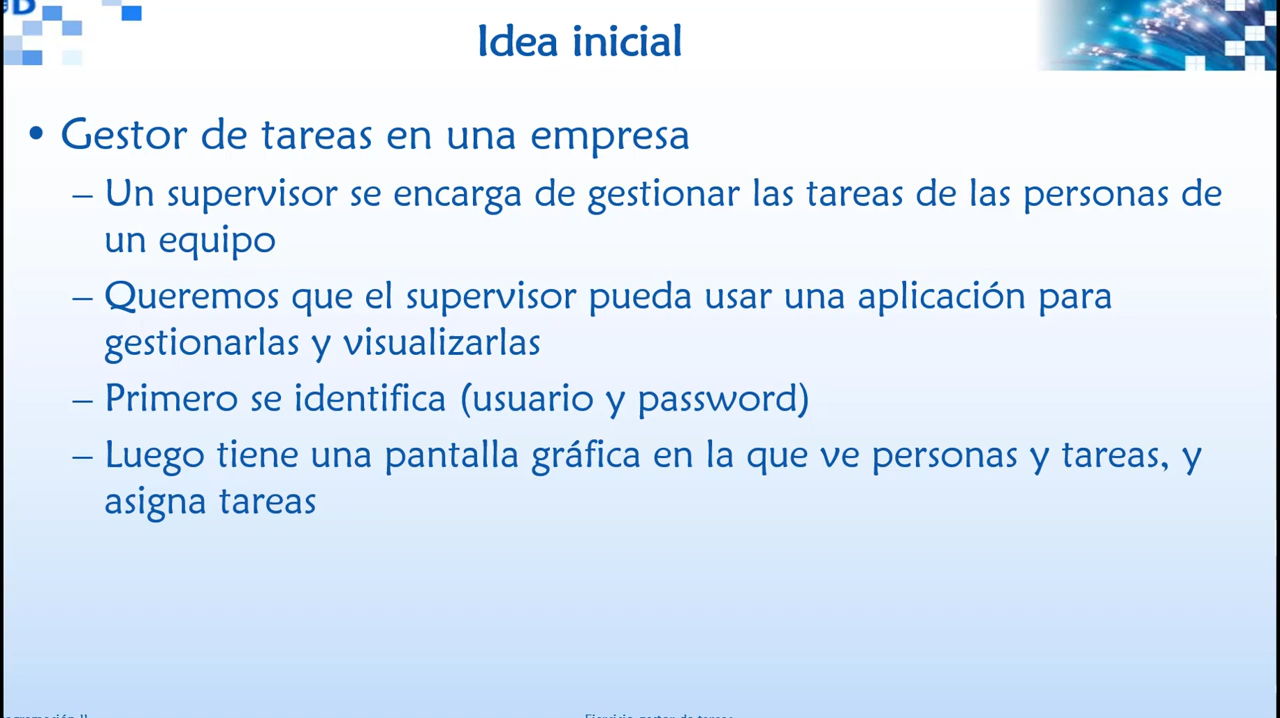 Idea inicial
• Gestor de tareas en una empresa
– Un supervisor se encarga de gestionar las tareas de las personas de
un equipo
– Queremos que el supervisor pueda usar una aplicación para
gestionarlas y visualizarlas
– Primero se identifica (usuario y password)
– Luego tiene una pantalla gráfica en la que ve personas y tareas, y
asigna tareas